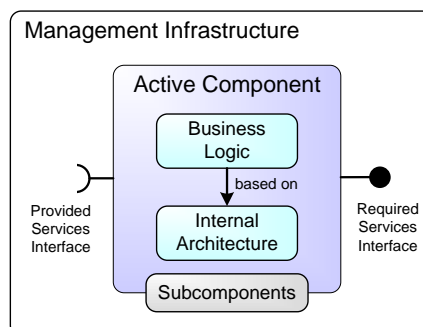 Management Infrastructure
Active Component
Business
Logic
based on
Provided
Services
Interface
Internal
Architecture
Required
Services
Interface
Subcomponents